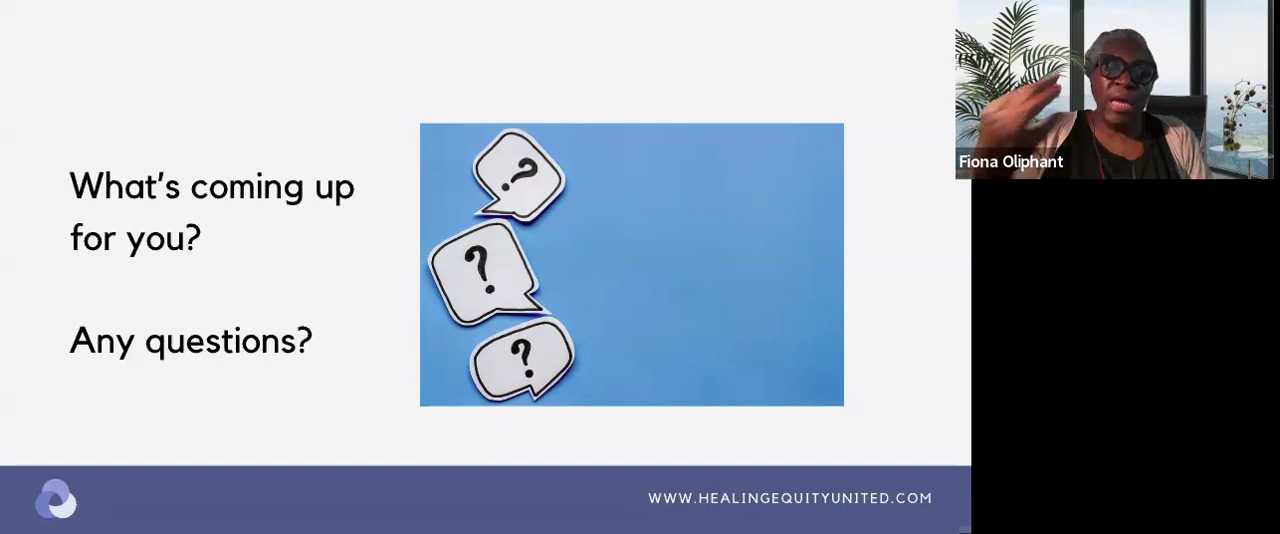 What's coming up
for you?
Any questions?
?
?
?
WWW.HEALINGEQUITYUNITED.COM
Fiona Oliphant